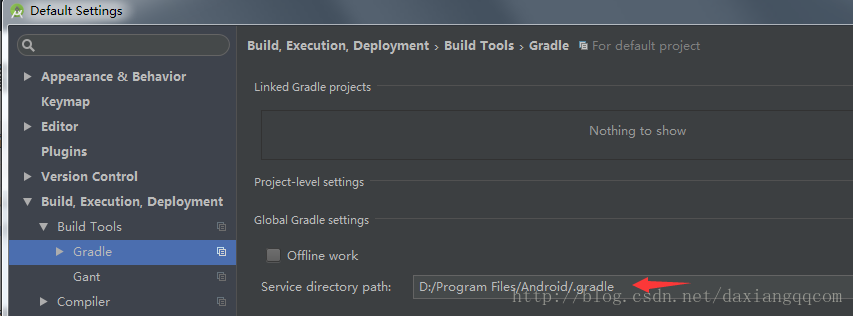 Default Settings
Build, Execution, Deployment › Build Tools › Gradle For default project
Appearance & Behavior
Keymap
Editor
Plugins
Version Control
Build, Execution, Deployment
Build Tools
Gradle
Gant
Compiler
Linked Gradle projects
Nothing to show
Project-level settings
Global Gradle settings
Offline work
Service directory path: D:/Program Files/Android/.gradle
http://blog.csdn.net/daxiangqqcom